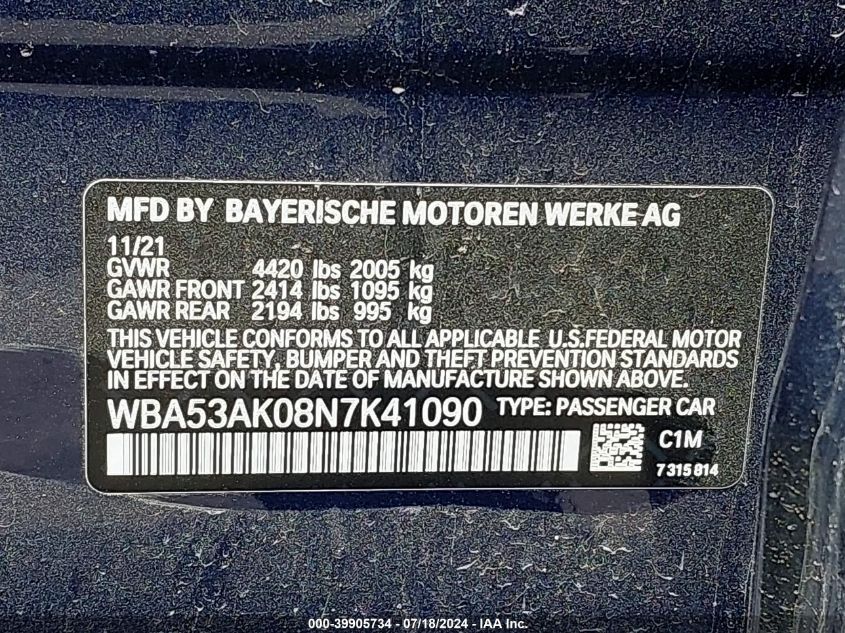 MFD BY BAYERISCHE MOTOREN WERKE AG
11/21
GVWR 4420 lbs 2005 kg
GAWR FRONT 2414 lbs 1095 kg
GAWR REAR 2194 lbs 995 kg
THIS VEHICLE CONFORMS TO ALL APPLICABLE U.S.FEDERAL MOTOR
VEHICLE SAFETY, BUMPER AND THEFT PREVENTION STANDARDS
IN EFFECT ON THE DATE OF MANUFACTURE SHOWN ABOVE.
WBA53AK08N7K41090 TYPE: PASSENGER CAR
C1M
7 315 814
000-39905734 - 07/18/2024 - IAA Inc.